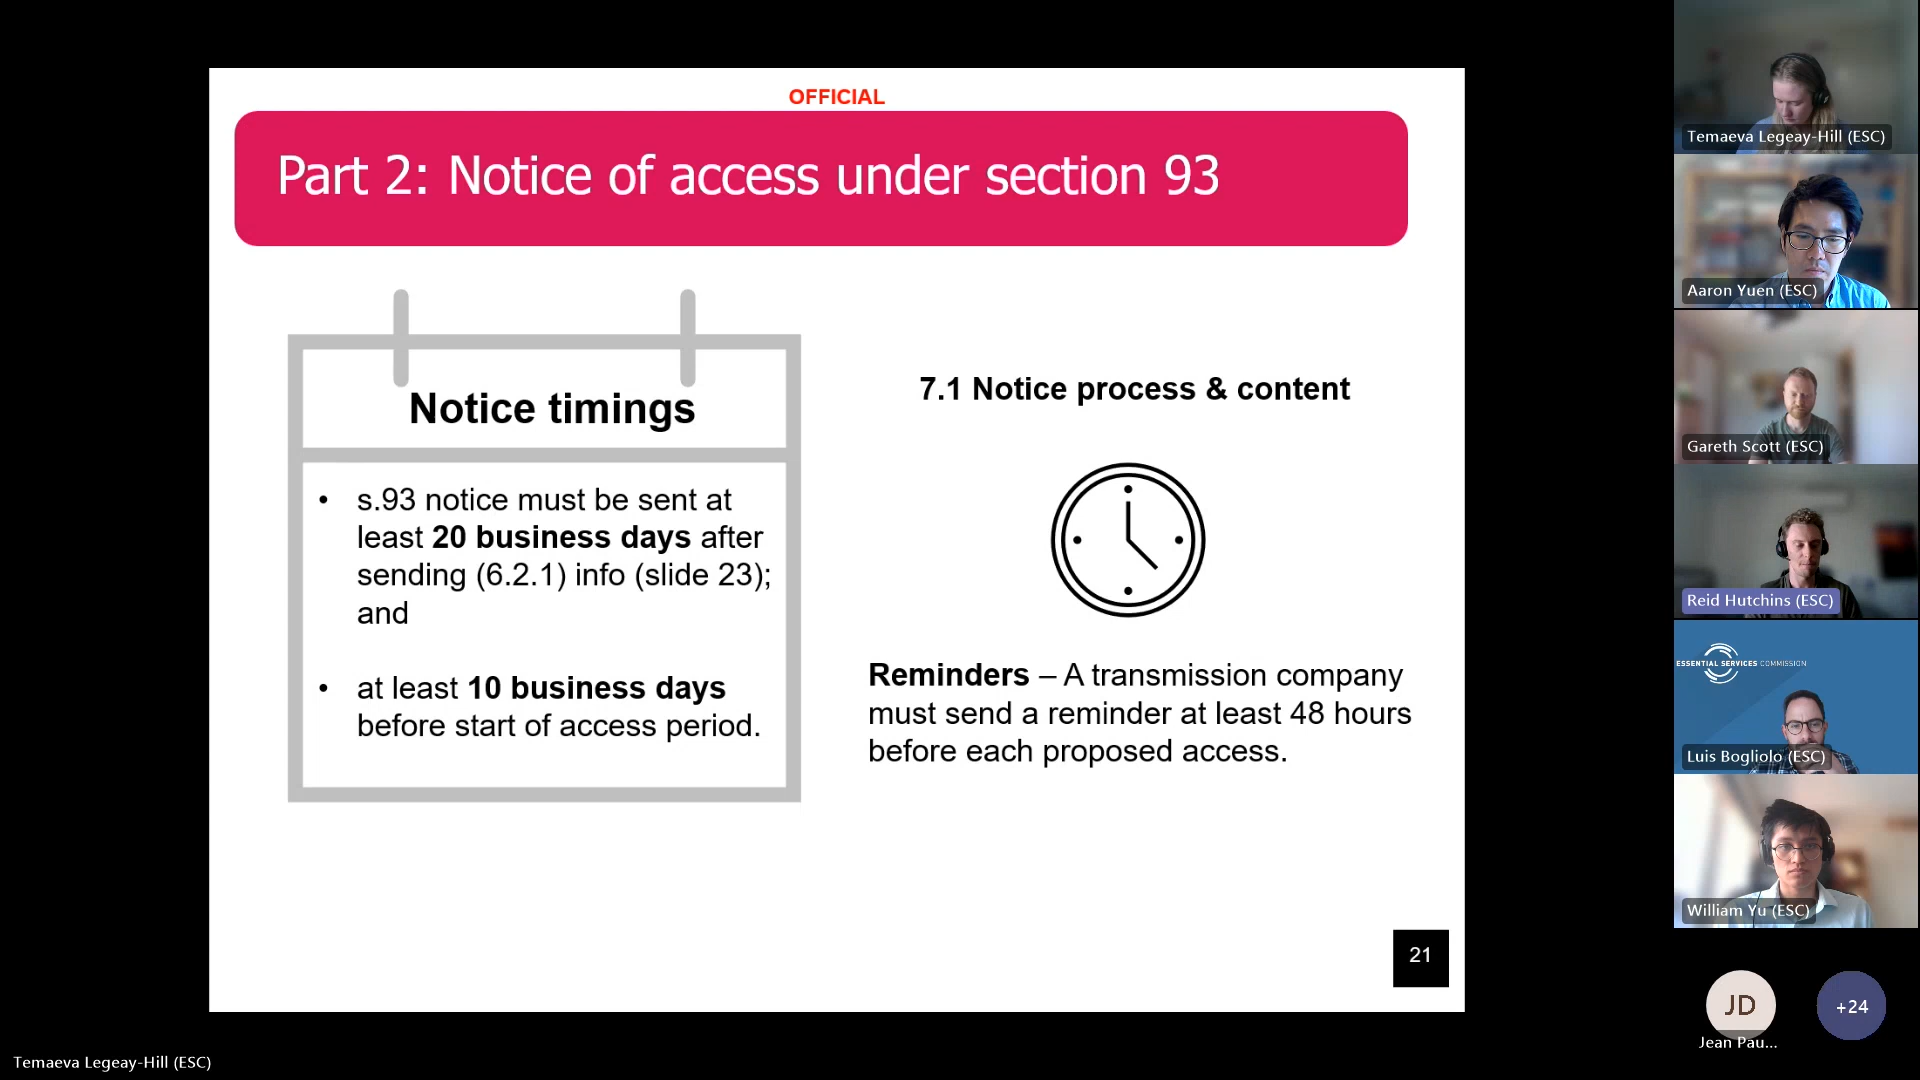 OFFICIAL
Part 2: Notice of access under section 93
Notice timings
• s.93 notice must be sent at
least 20 business days after
sending (6.2.1) info (slide 23);
and
• at least 10 business days
before start of access period.
7.1 Notice process & content
Reminders – A transmission company
must send a reminder at least 48 hours
before each proposed access.
21
Temaeva Legeay-Hill (ESC)
Aaron Yuen (ESC)
Gareth Scott (ESC)
Reid Hutchins (ESC)
ESSENTIAL SERVICES COMMISSION
Luis Bogliolo (ESC)
William Yu (ESC)
JD
+24
Jean Pau...
Temaeva Legeay-Hill (ESC)